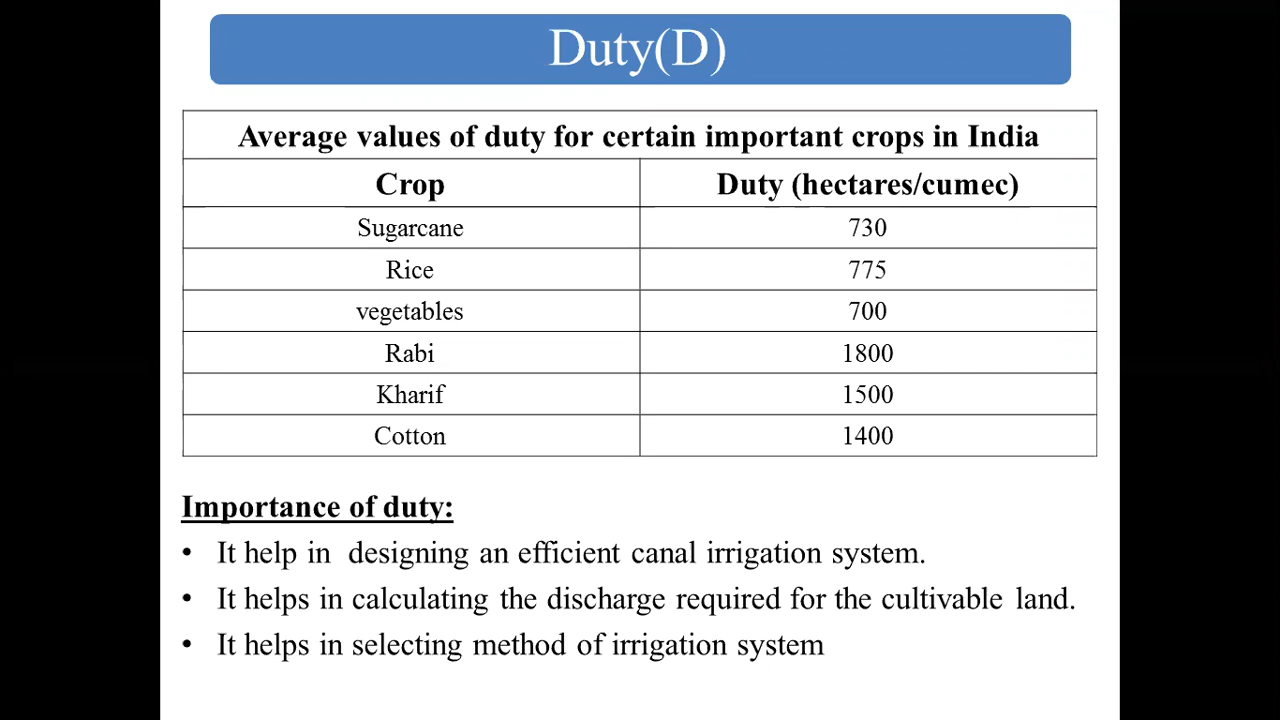 Duty(D)
Average values of duty for certain important crops in India
Crop Duty (hectares/cumec)
Sugarcane 730
Rice 775
vegetables 700
Rabi 1800
Kharif 1500
Cotton 1400
Importance of duty:
• It help in designing an efficient canal irrigation system.
• It helps in calculating the discharge required for the cultivable land.
• It helps in selecting method of irrigation system